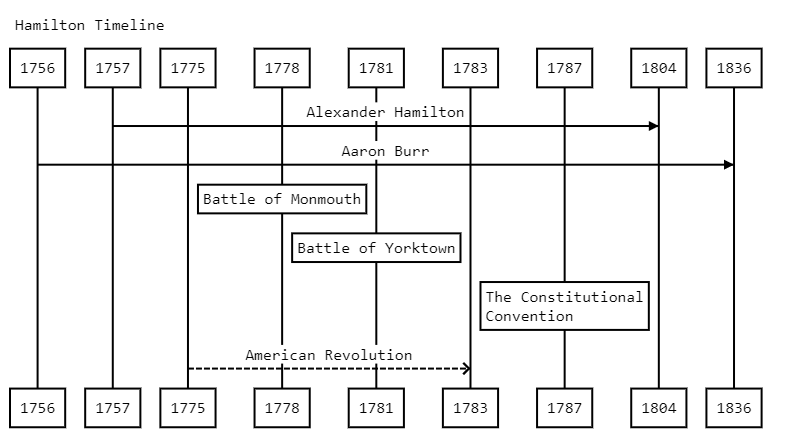 Hamilton Timeline
1756 1757 1775 1778 1781 1783 1787 1804 1836
Alexander Hamilton
Aaron Burr
Battle of Monmouth
Battle of Yorktown
The Constitutional
Convention
American Revolution
1756 1757 1775 1778 1781 1783 1787 1804 1836